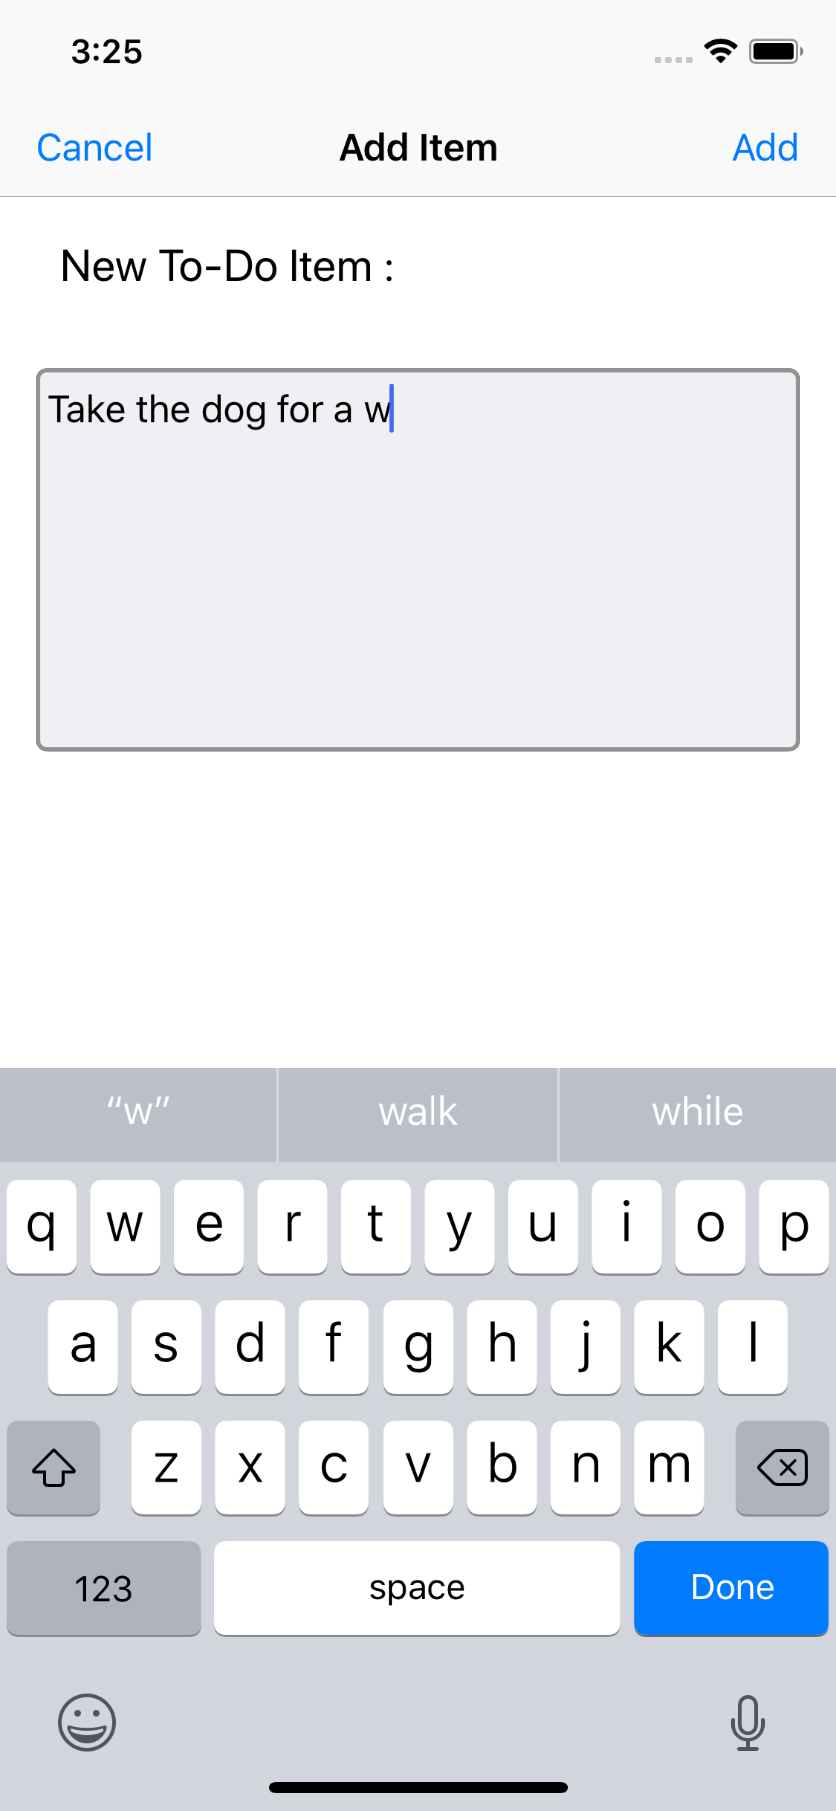 3:25
Cancel Add Item Add
New To-Do Item :
Take the dog for a w
“w” walk while
q w e r t y u i o p
a s d f g h j k l
z x c v b n m
123 space Done